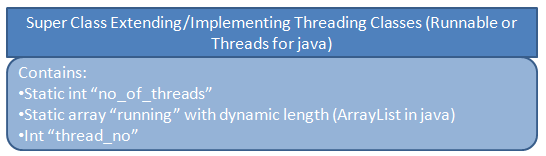 Super Class Extending/Implementing Threading Classes (Runnable or
Threads for java)
Contains:
•Static int “no_of_threads”
•Static array “running” with dynamic length (ArrayList in java)
•Int “thread_no”